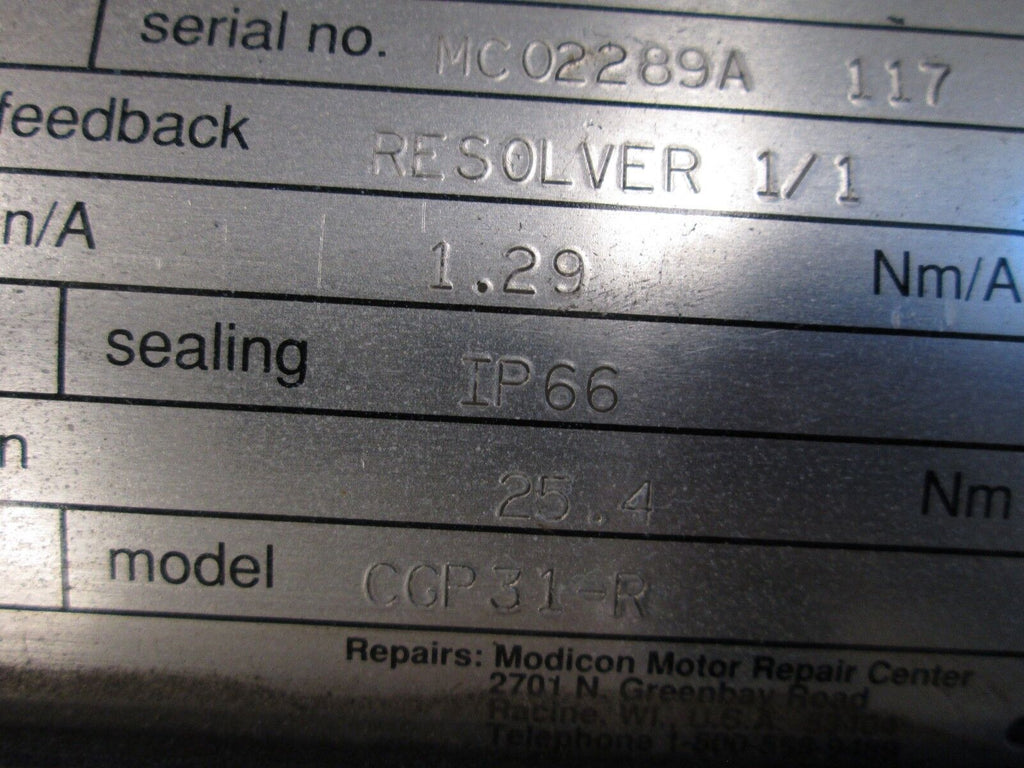 serial no. MC02289A 117
feedback RESOLVER 1/1
n/A 1.29 Nm/A
sealing IP66
n 25.4 Nm
model CGP31-R
Repairs: Modicon Motor Repair Center
2701 N. Greenbay Road
Racine, WI, U.S.A.
Telephone